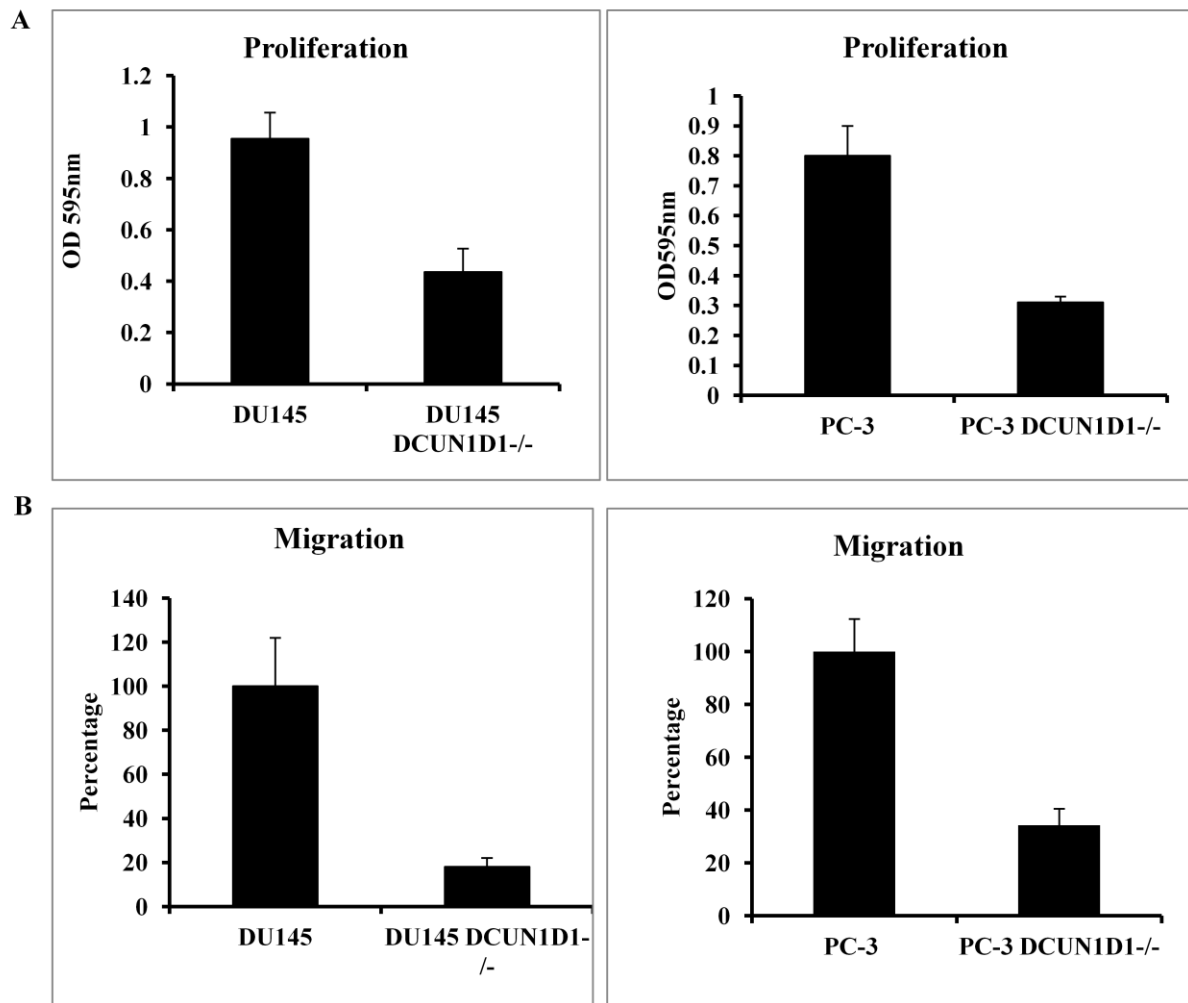 A
Proliferation
OD 595nm
1.2
1
0.8
0.6
0.4
0.2
0
DU145
DU145
DCUN1D1-/-
Proliferation
OD595nm
1
0.9
0.8
0.7
0.6
0.5
0.4
0.3
0.2
0.1
0
PC-3
PC-3 DCUN1D1-/-
B
Migration
Percentage
140
120
100
80
60
40
20
0
DU145
DU145 DCUN1D1-
/-
Migration
Percentage
120
100
80
60
40
20
0
PC-3
PC-3 DCUN1D1-/-